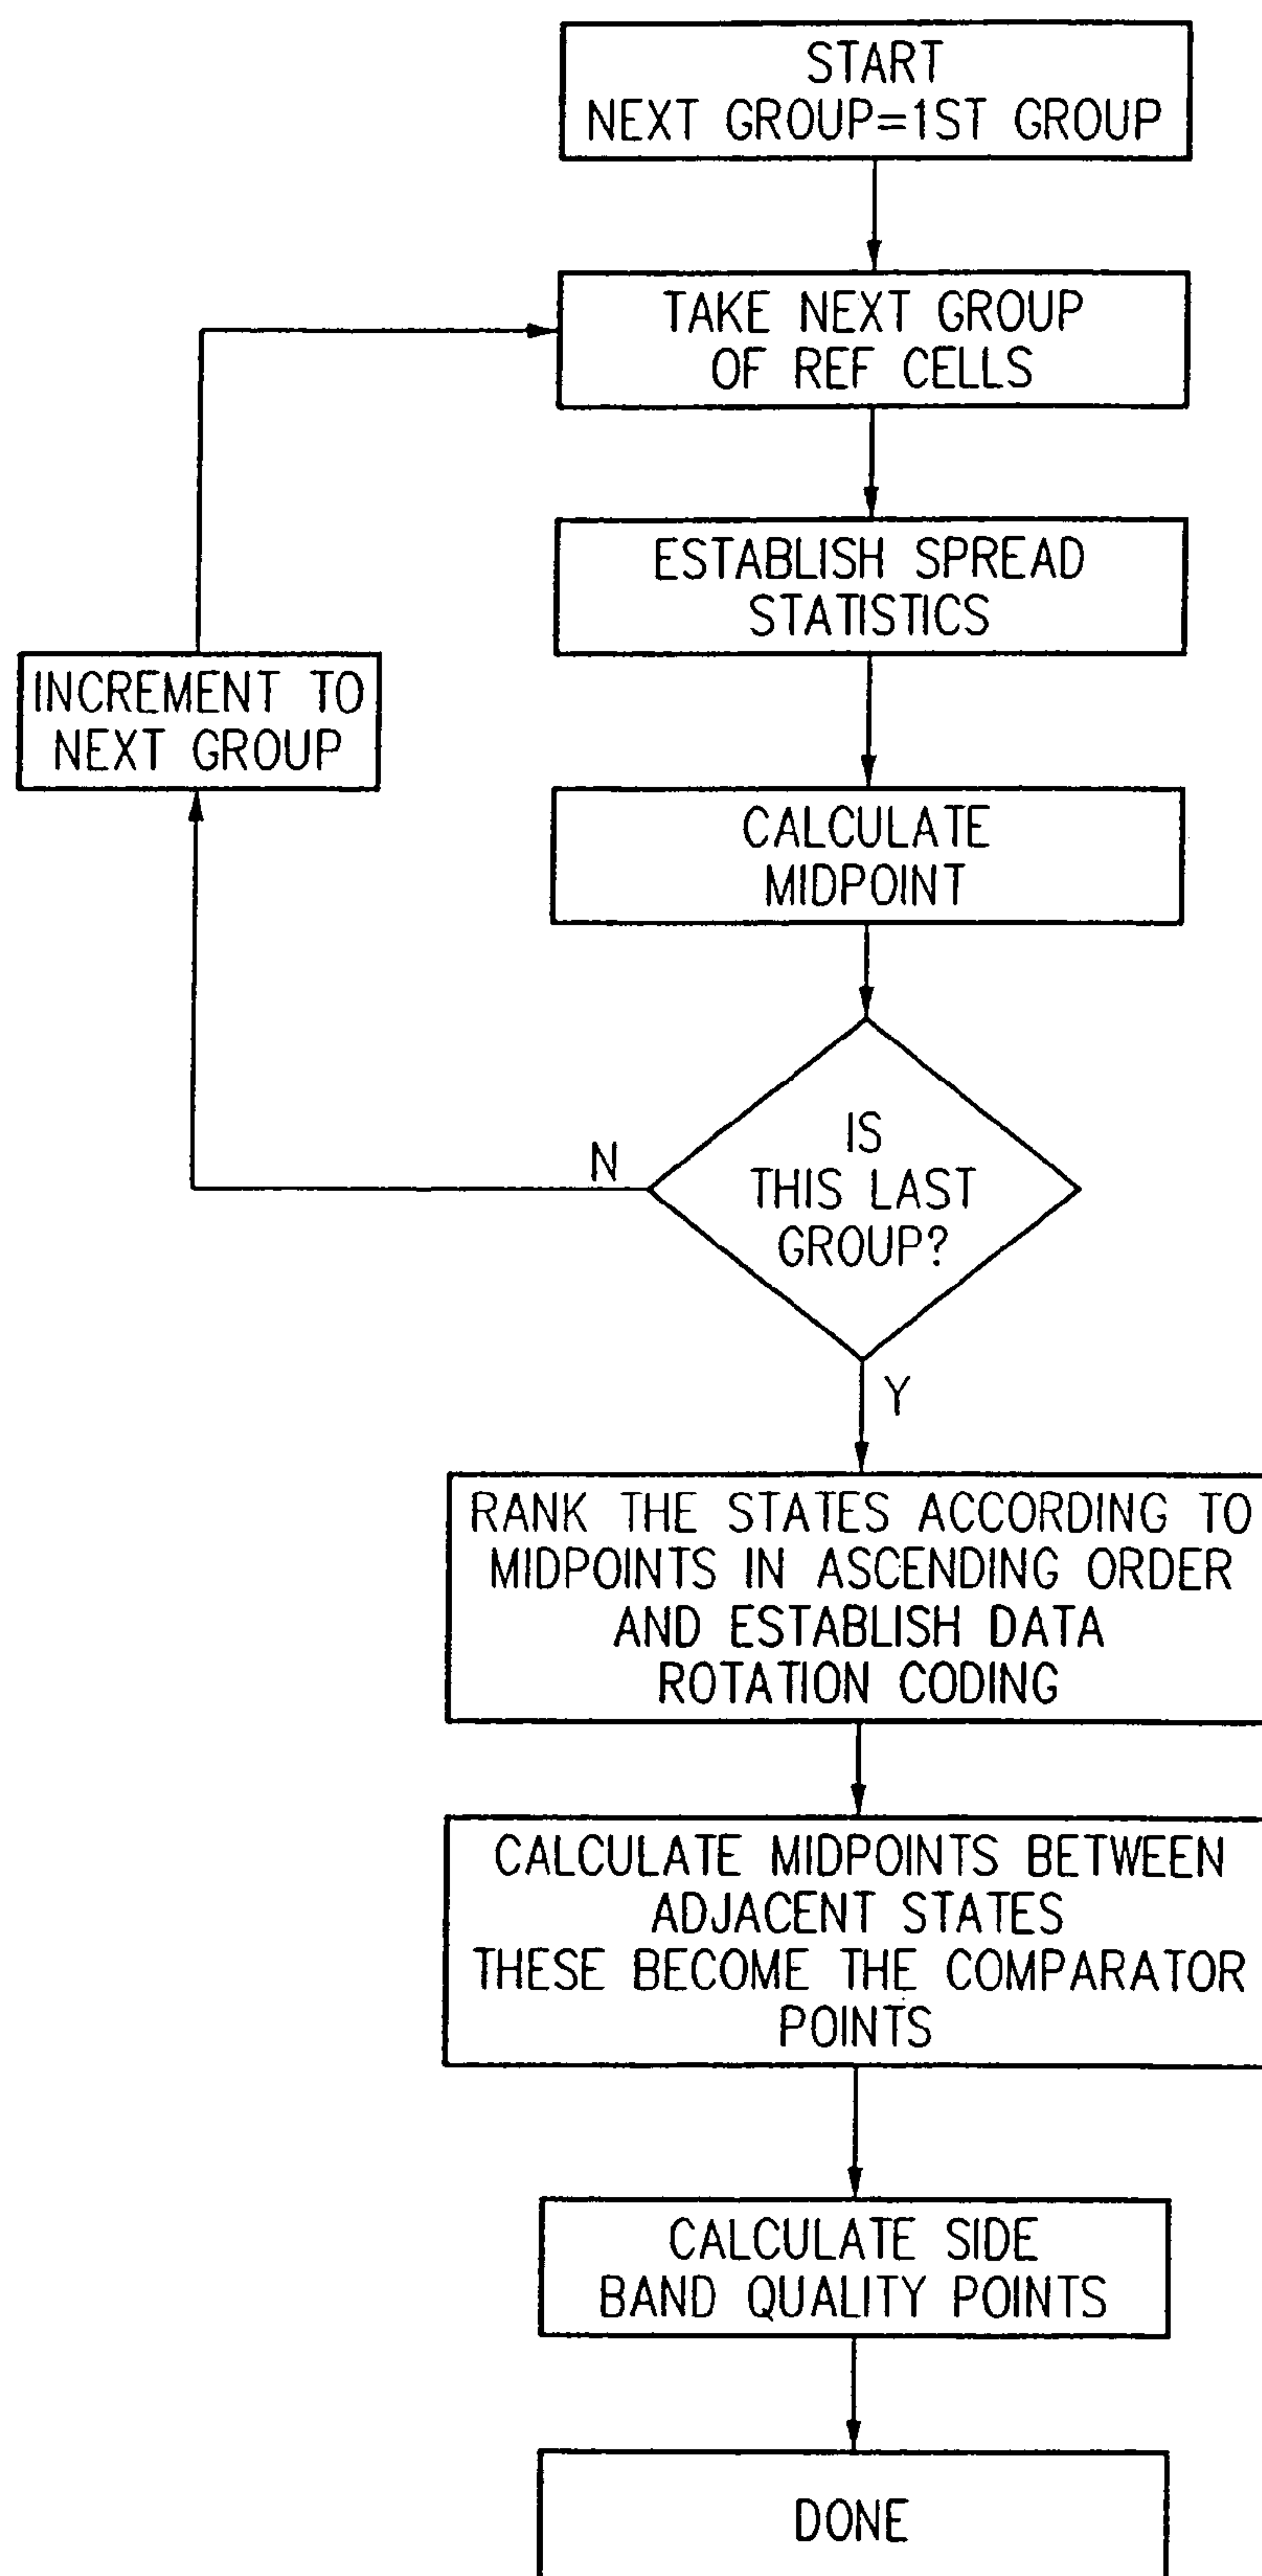 START
NEXT GROUP=1ST GROUP
TAKE NEXT GROUP
OF REF CELLS
ESTABLISH SPREAD
STATISTICS
INCREMENT TO
NEXT GROUP
CALCULATE
MIDPOINT
IS
THIS LAST
GROUP?
N
Y
RANK THE STATES ACCORDING TO
MIDPOINTS IN ASCENDING ORDER
AND ESTABLISH DATA
ROTATION CODING
CALCULATE MIDPOINTS BETWEEN
ADJACENT STATES
THESE BECOME THE COMPARATOR
POINTS
CALCULATE SIDE
BAND QUALITY POINTS
DONE